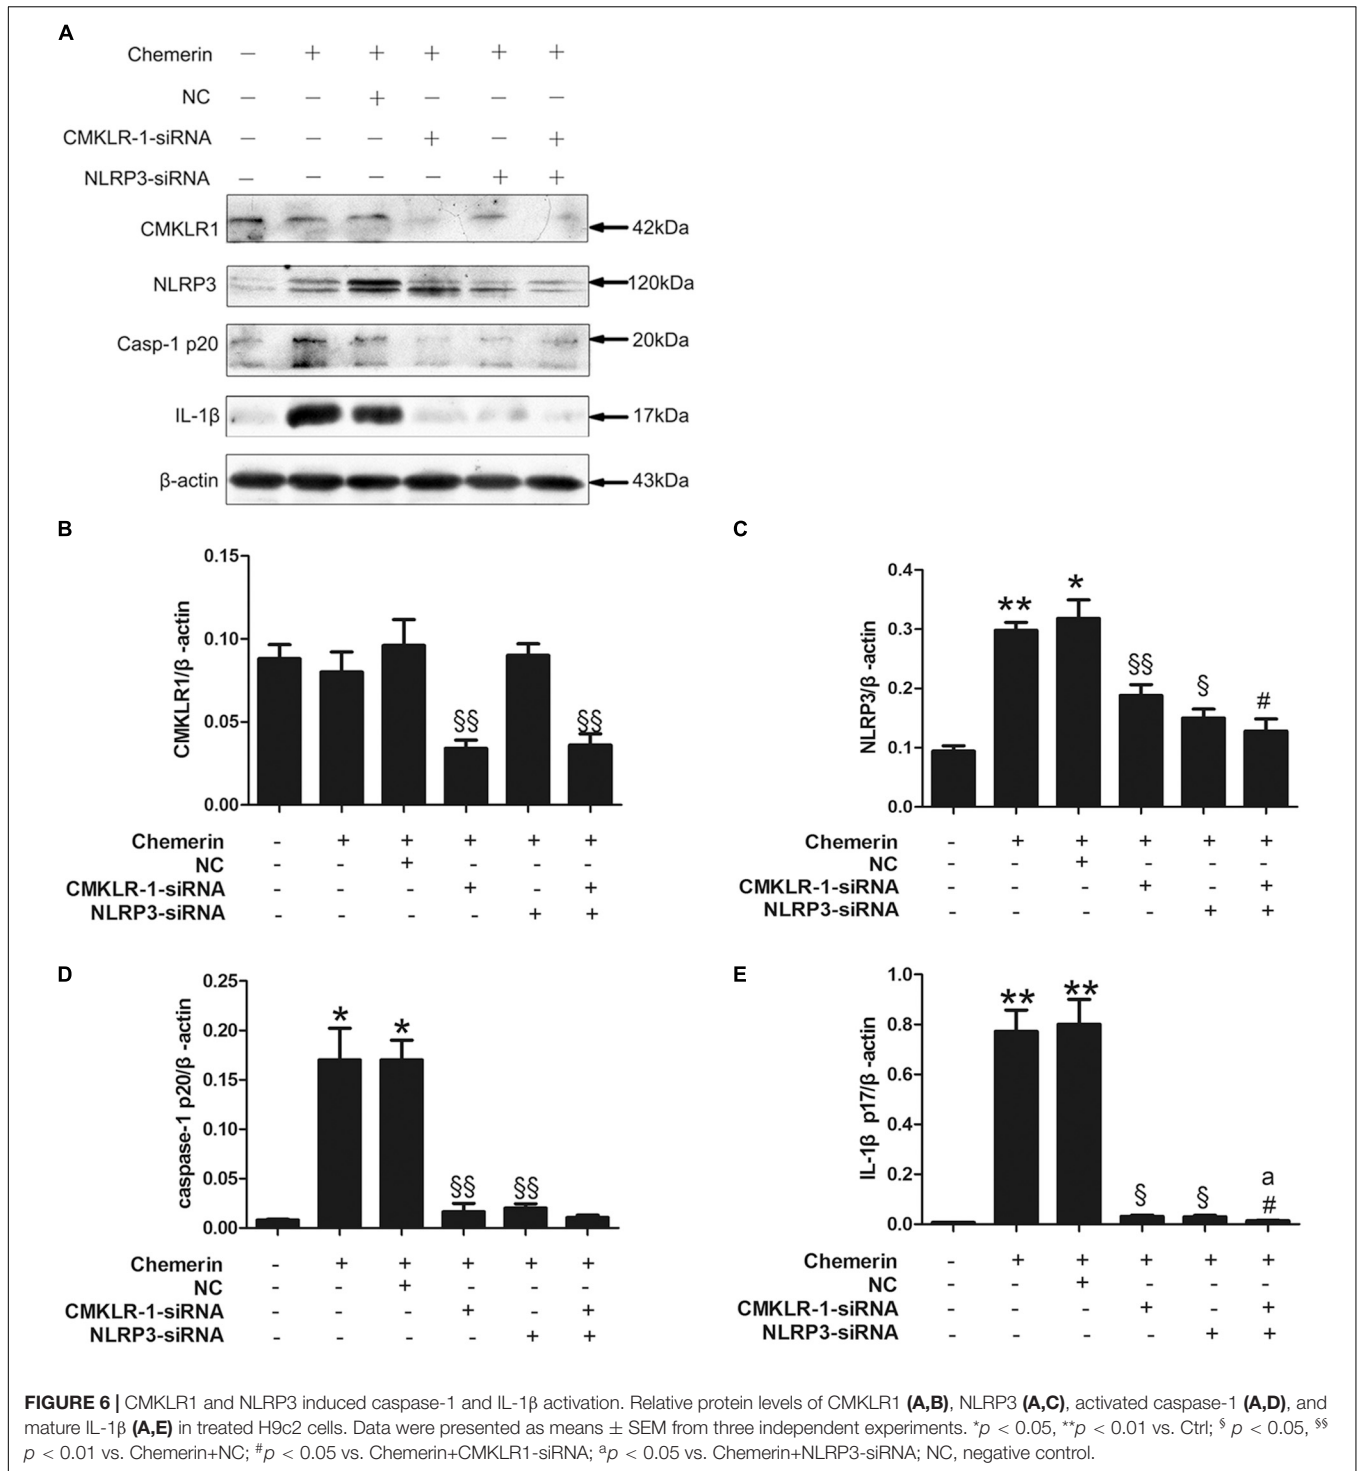 A
Chemerin − + + + + +
NC − − + − − −
CMKLR-1-siRNA − − − + − +
NLRP3-siRNA − − − − + +
CMKLR1 42kDa
NLRP3 120kDa
Casp-1 p20 20kDa
IL-1β 17kDa
β-actin 43kDa
B
CMKLR1/β -actin
0.15
0.10
0.05
0.00
§§ §§
Chemerin - + + + + +
NC - - + - - -
CMKLR-1-siRNA - - - + - +
NLRP3-siRNA - - - - + +
C
NLRP3/β -actin
0.4
0.3
0.2
0.1
0.0
** * §§ § #
Chemerin - + + + + +
NC - - + - - -
CMKLR-1-siRNA - - - + - +
NLRP3-siRNA - - - - + +
D
caspase-1 p20/β -actin
0.25
0.20
0.15
0.10
0.05
0.00
* * §§ §§
Chemerin - + + + + +
NC - - + - - -
CMKLR-1-siRNA - - - + - +
NLRP3-siRNA - - - - + +
E
IL-1β p17/β -actin
1.0
0.8
0.6
0.4
0.2
0.0
** ** § § a
#
Chemerin - + + + + +
NC - - + - - -
CMKLR-1-siRNA - - - + - +
NLRP3-siRNA - - - - + +
FIGURE 6 | CMKLR1 and NLRP3 induced caspase-1 and IL-1β activation. Relative protein levels of CMKLR1 (A,B), NLRP3 (A,C), activated caspase-1 (A,D), and
mature IL-1β (A,E) in treated H9c2 cells. Data were presented as means ± SEM from three independent experiments. *p < 0.05, **p < 0.01 vs. Ctrl; § p < 0.05, §§
p < 0.01 vs. Chemerin+NC; #p < 0.05 vs. Chemerin+CMKLR1-siRNA; ap < 0.05 vs. Chemerin+NLRP3-siRNA; NC, negative control.